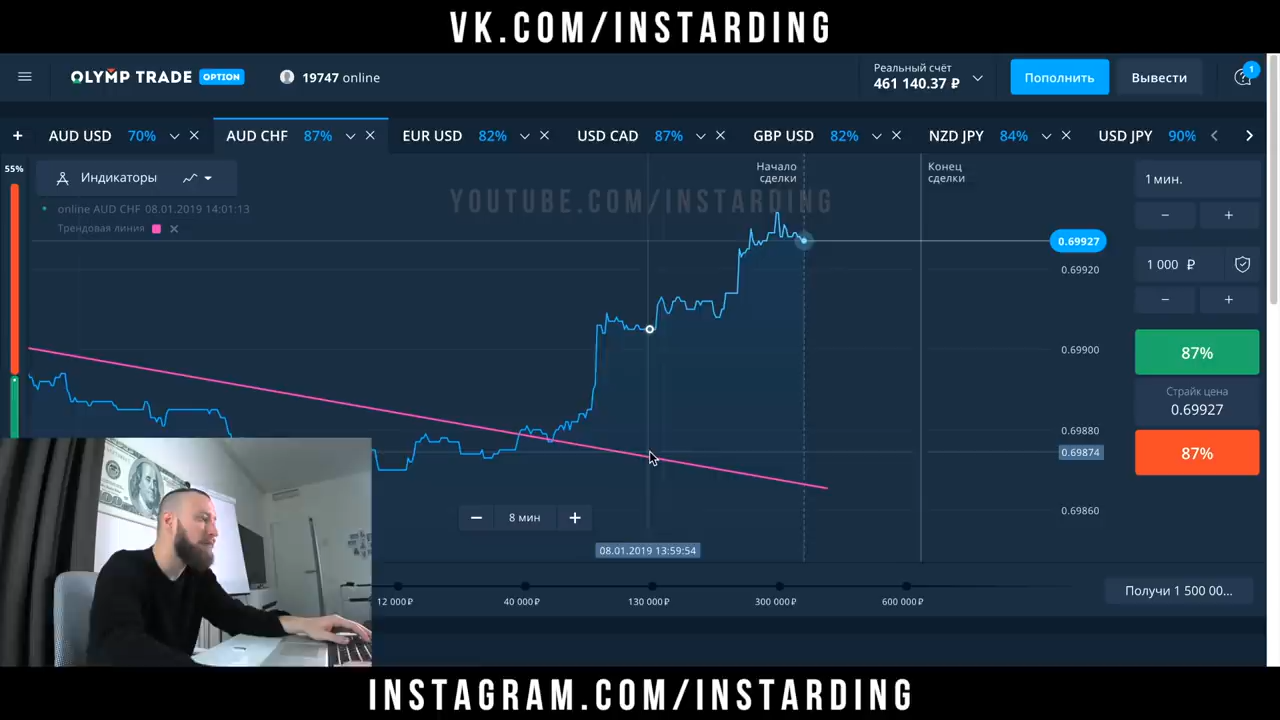 VK.COM/INSTARDING
OLYMP TRADE OPTION
19747 online
Реальный счёт
461 140.37 ₽
Пополнить
Вывести
1
+ AUD USD 70% AUD CHF 87% EUR USD 82% USD CAD 87% GBP USD 82% NZD JPY 84% USD JPY 90%
55%
Индикаторы
online AUD CHF 08.01.2019 14:01:13
Трендовая линия
YOUTUBE.COM/INSTARDING
Начало
сделки
Конец
сделки
1 мин.
− +
0.69927
0.69920
0.69900
0.69880
0.69874
0.69860
1 000 ₽
− +
87%
Страйк цена
0.69927
87%
− 8 мин +
08.01.2019 13:59:54
12 000 ₽ 40 000 ₽ 130 000 ₽ 300 000 ₽ 600 000 ₽
Получи 1 500 00...
INSTAGRAM.COM/INSTARDING